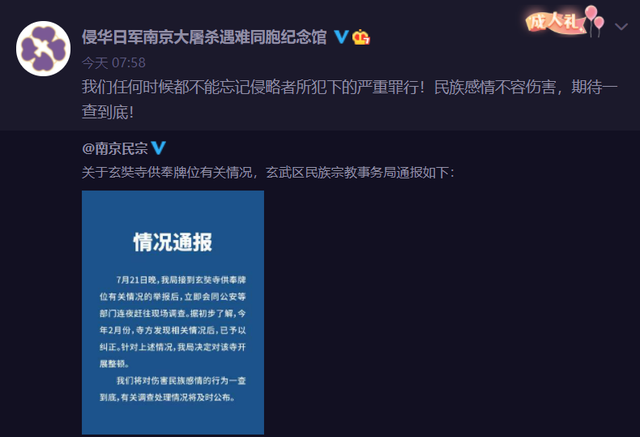 成人礼
侵华日军南京大屠杀遇难同胞纪念馆
今天 07:58
我们任何时候都不能忘记侵略者所犯下的严重罪行！民族感情不容伤害，期待一
查到底！
@南京民宗
关于玄奘寺供奉牌位有关情况，玄武区民族宗教事务局通报如下：
情况通报
7月21日晚，我局接到玄奘寺供奉牌
位有关情况的举报后，立即会同公安等
部门连夜赶往现场调查。据初步了解，今
年2月份，寺方发现相关情况后，已予以
纠正。针对上述情况，我局决定对该寺开
展整顿。
我们将对伤害民族感情的行为一查
到底，有关调查处理情况将及时公布。